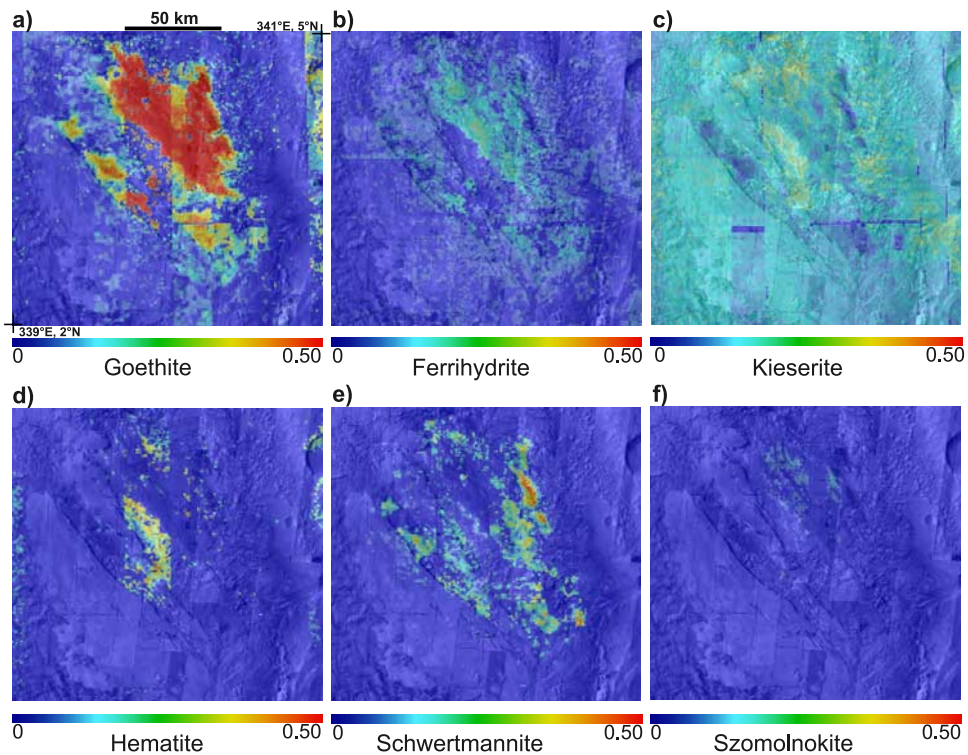 a)
50 km
341°E, 5°N
b)
c)
339°E, 2°N
0
0.50
Goethite
0
0.50
Ferrihydrite
0
0.50
Kieserite
d)
e)
f)
0
0.50
Hematite
0
0.50
Schwertmannite
0
0.50
Szomolnokite